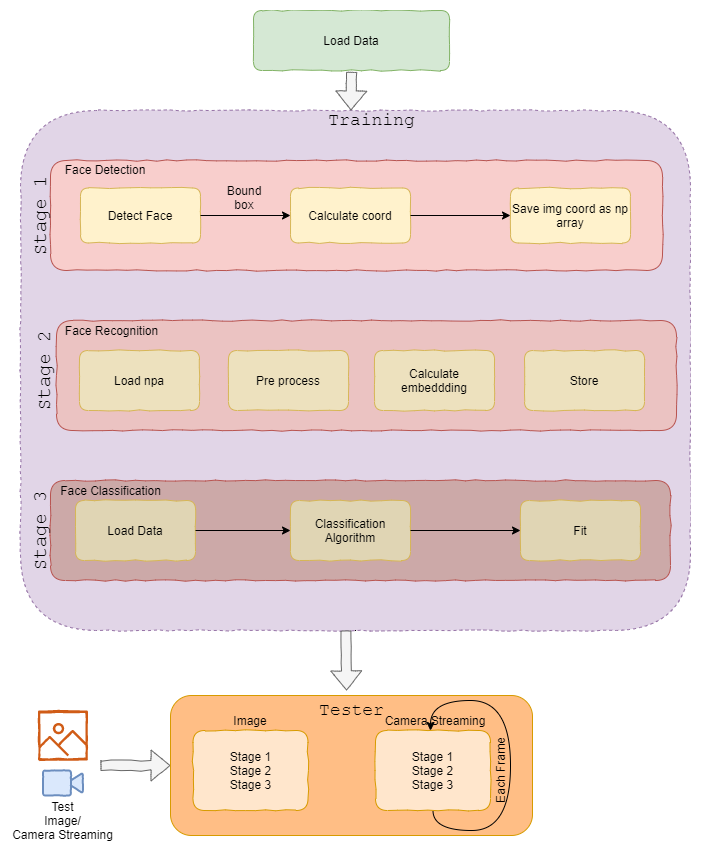 Load Data
Training
Stage 1
Face Detection
Detect Face
Bound
box
Calculate coord
Save img coord as np
array
Stage 2
Face Recognition
Load npa
Pre process
Calculate
embeddding
Store
Stage 3
Face Classification
Load Data
Classification
Algorithm
Fit
Tester
Image
Stage 1
Stage 2
Stage 3
Camera Streaming
Stage 1
Stage 2
Stage 3
Each Frame
Test
Image/
Camera Streaming